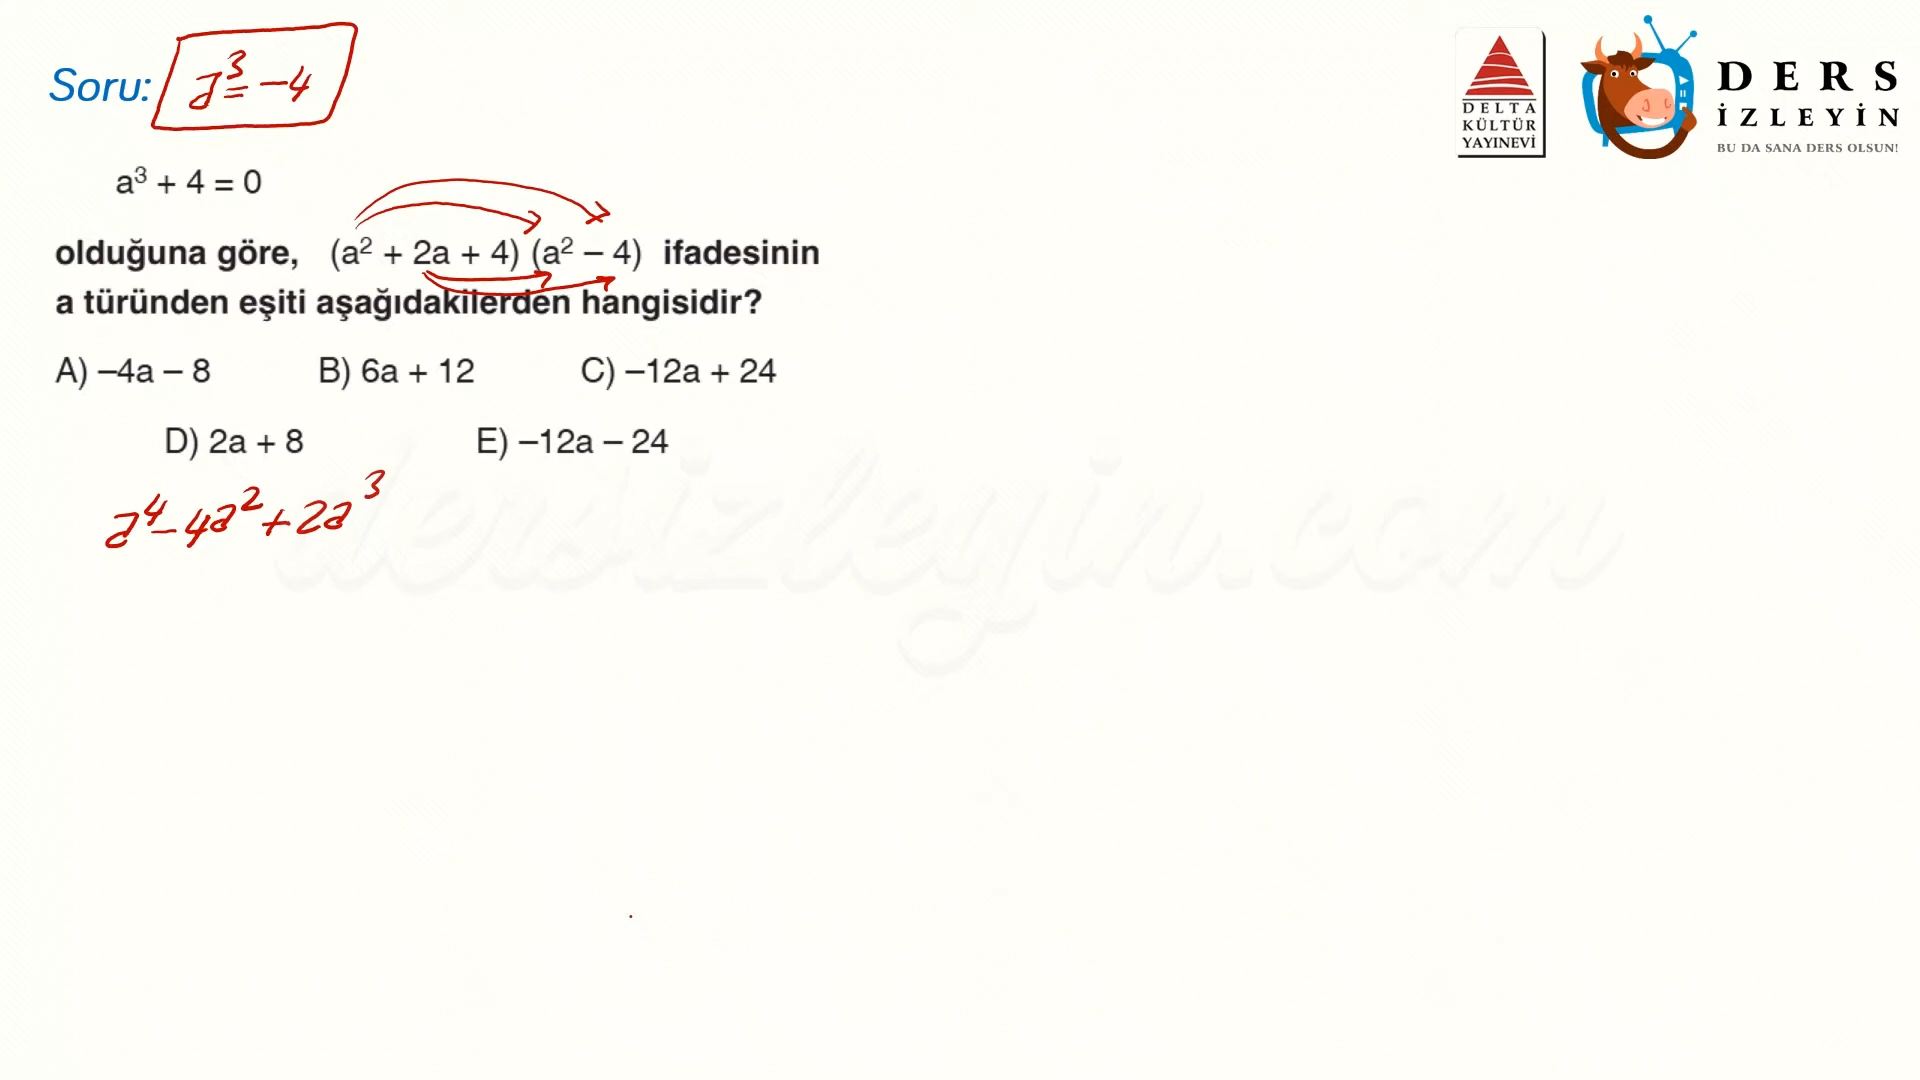 Soru: a³ = -4
DELTA
KÜLTÜR
YAYINEVİ
DERS
İZLEYİN
BU DA SANA DERS OLSUN!
a³ + 4 = 0
olduğuna göre, (a² + 2a + 4) (a² – 4) ifadesinin
a türünden eşiti aşağıdakilerden hangisidir?
A) –4a – 8 B) 6a + 12 C) –12a + 24
D) 2a + 8 E) –12a – 24
a⁴ - 4a² + 2a³
dersizleyin.com